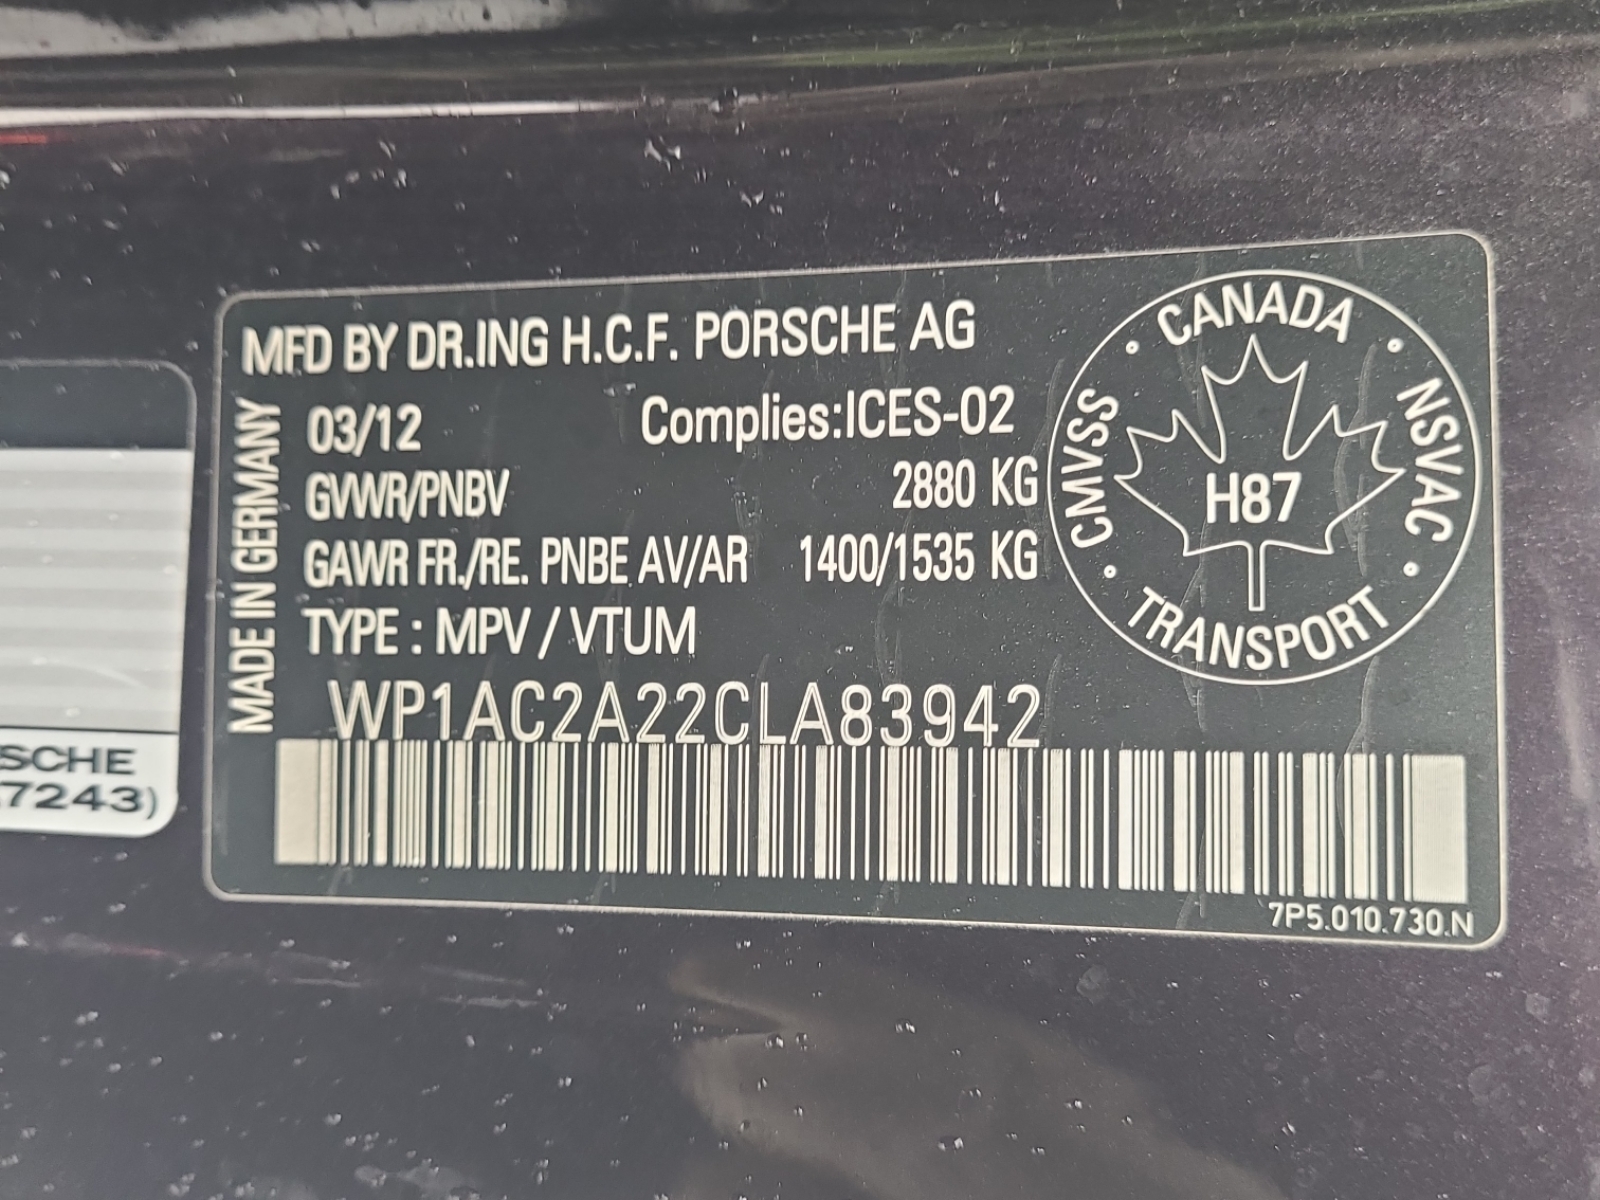 MFD BY DR.ING H.C.F. PORSCHE AG
MADE IN GERMANY
03/12 Complies:ICES-02
GVWR/PNBV 2880 KG
GAWR FR./RE. PNBE AV/AR 1400/1535 KG
TYPE : MPV / VTUM
WP1AC2A22CLA83942
7P5.010.730.N
CANADA
CMVSS
NSVAC
H87
TRANSPORT
SCHE
7243)